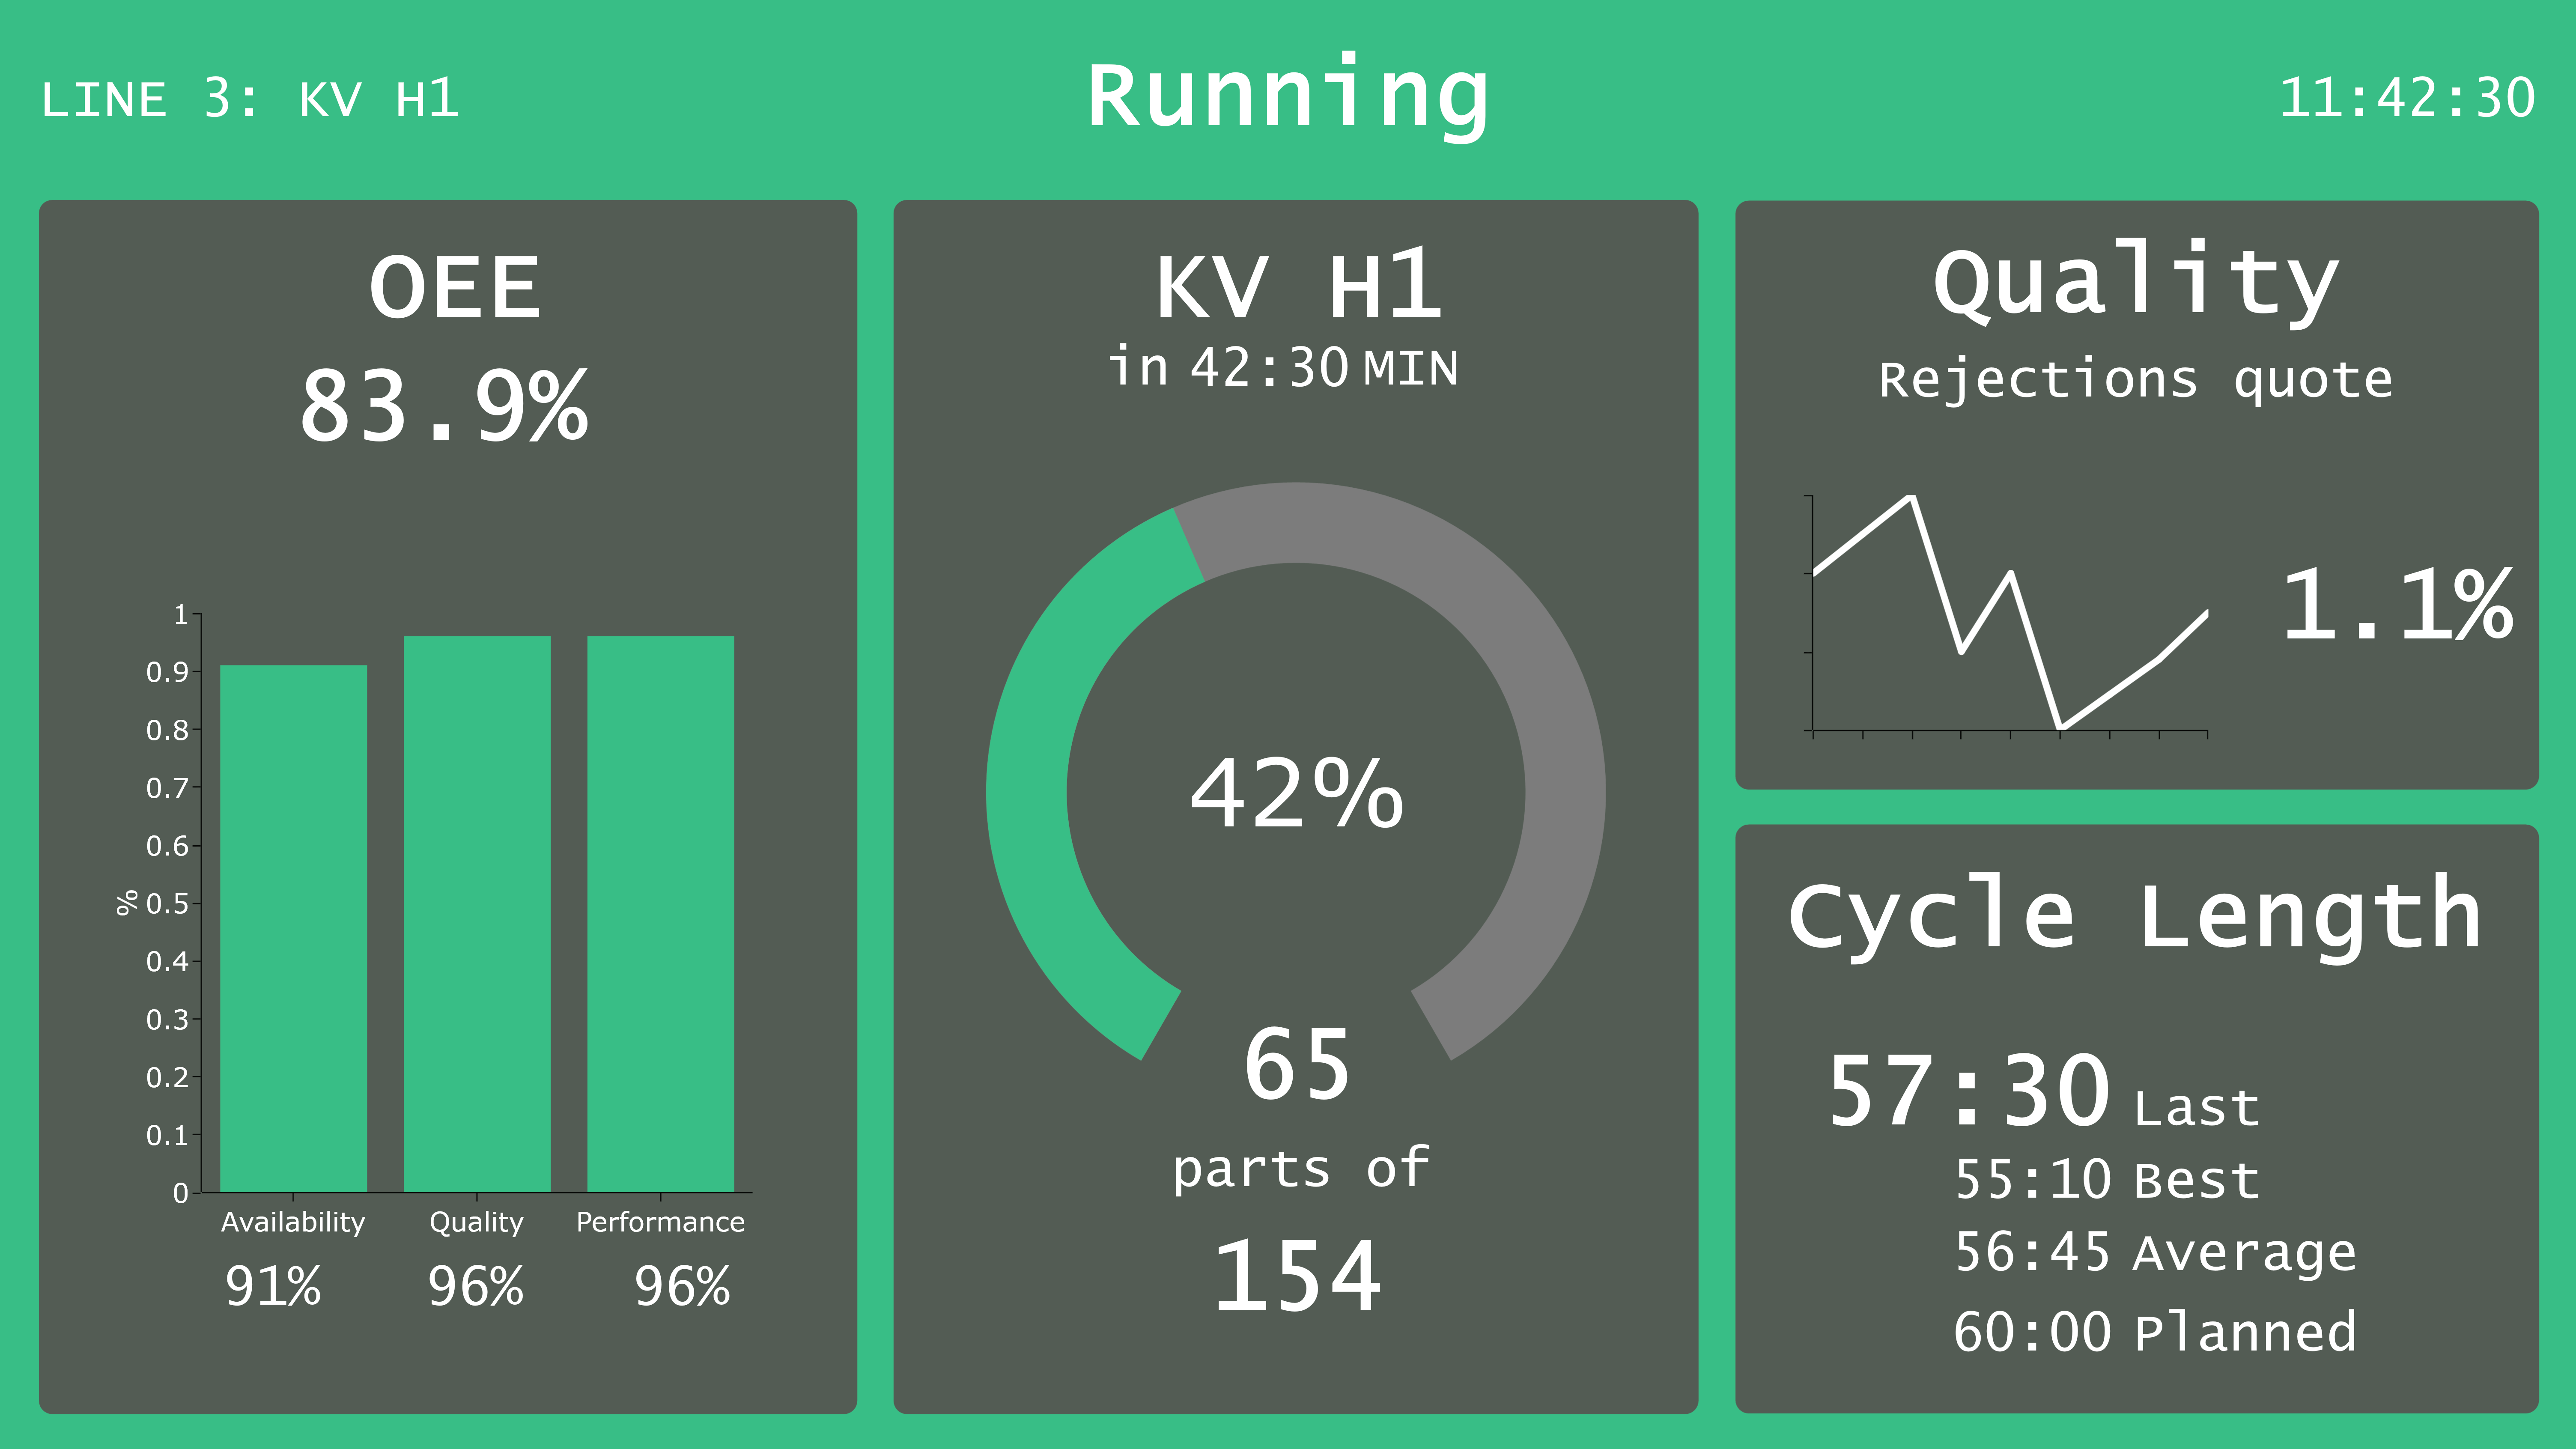 LINE 3: KV H1
Running
11:42:30
OEE
83.9%
1
0.9
0.8
0.7
0.6
0.5
0.4
0.3
0.2
0.1
0
%
Availability
Quality
Performance
91%
96%
96%
KV H1
in 42:30 MIN
42%
65
parts of
154
Quality
Rejections quote
1.1%
Cycle Length
57:30 Last
55:10 Best
56:45 Average
60:00 Planned